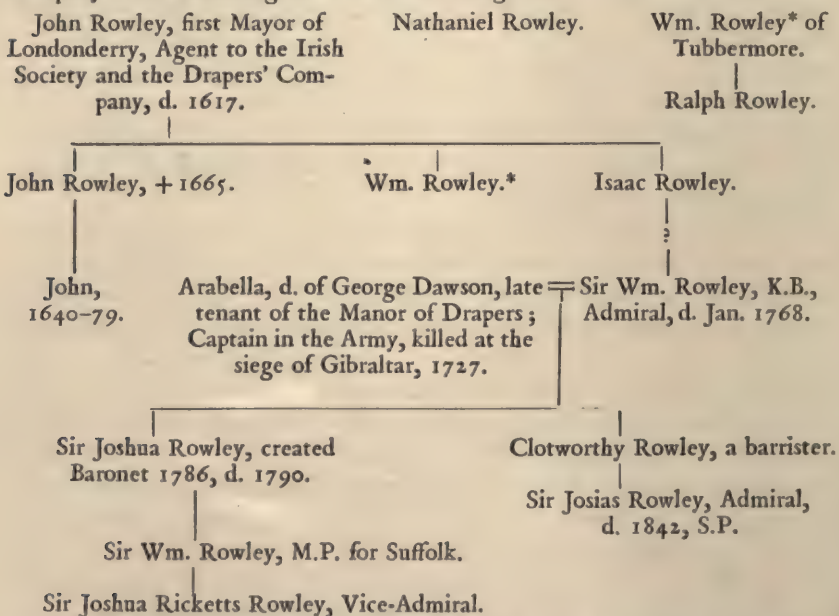 John Rowley, first Mayor of
Londonderry, Agent to the Irish
Society and the Drapers' Com-
pany, d. 1617.
Nathaniel Rowley.
Wm. Rowley* of
Tubbermore.
Ralph Rowley.
John Rowley, + 1665.
Wm. Rowley.*
Isaac Rowley.
?
John,
1640–79.
Arabella, d. of George Dawson, late
tenant of the Manor of Drapers;
Captain in the Army, killed at the
siege of Gibraltar, 1727.
Sir Wm. Rowley, K.B.,
Admiral, d. Jan. 1768.
Sir Joshua Rowley, created
Baronet 1786, d. 1790.
Clotworthy Rowley, a barrister.
Sir Josias Rowley, Admiral,
d. 1842, S.P.
Sir Wm. Rowley, M.P. for Suffolk.
Sir Joshua Ricketts Rowley, Vice-Admiral.